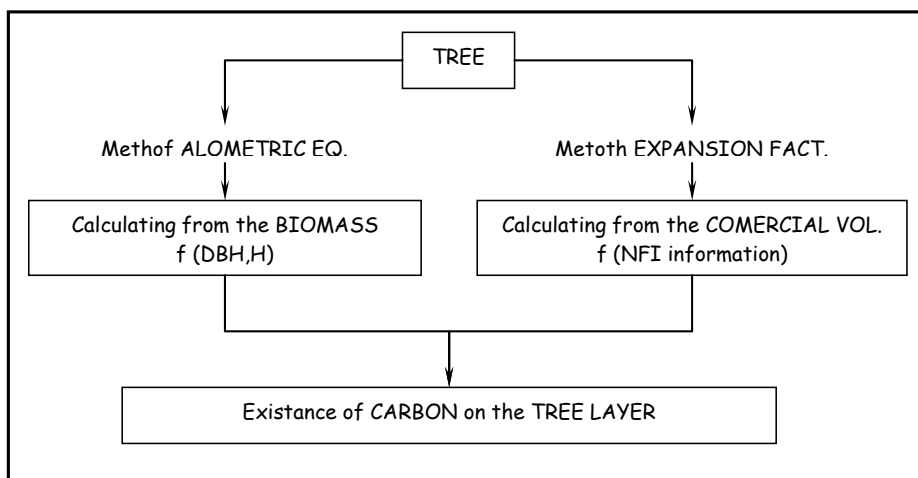 TREE
Methof ALOMETRIC EQ.
Metoth EXPANSION FACT.
Calculating from the BIOMASS
f (DBH,H)
Calculating from the COMERCIAL VOL.
f (NFI information)
Existance of CARBON on the TREE LAYER